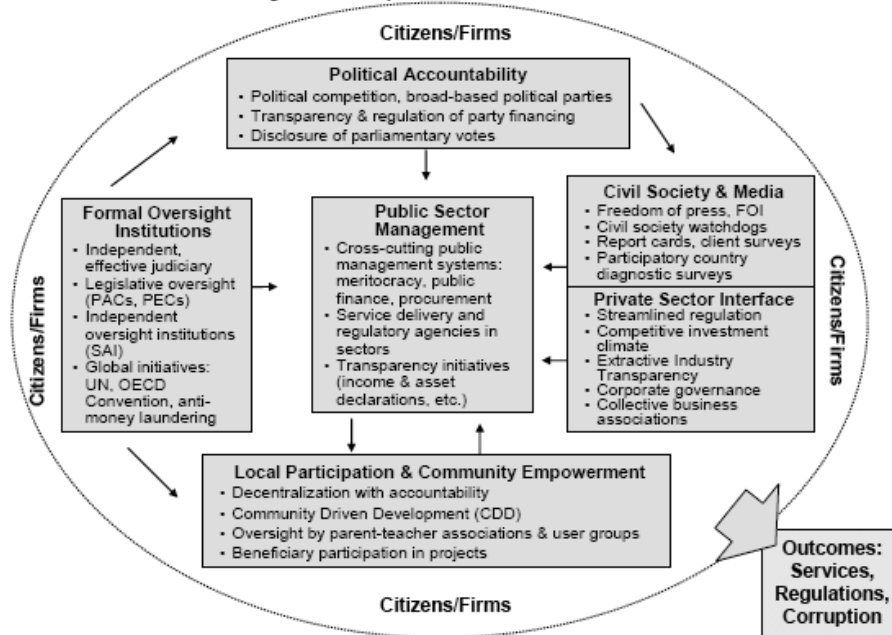 Citizens/Firms
Political Accountability
• Political competition, broad-based political parties
• Transparency & regulation of party financing
• Disclosure of parliamentary votes
Formal Oversight
Institutions
• Independent,
effective judiciary
• Legislative oversight
(PACs, PECs)
• Independent
oversight institutions
(SAI)
• Global initiatives:
UN, OECD
Convention, anti-
money laundering
Public Sector
Management
• Cross-cutting public
management systems:
meritocracy, public
finance, procurement
• Service delivery and
regulatory agencies in
sectors
• Transparency initiatives
(income & asset
declarations, etc.)
Civil Society & Media
• Freedom of press, FOI
• Civil society watchdogs
• Report cards, client surveys
• Participatory country
diagnostic surveys
Private Sector Interface
• Streamlined regulation
• Competitive investment
climate
• Extractive Industry
Transparency
• Corporate governance
• Collective business
associations
Citizens/Firms
Citizens/Firms
Local Participation & Community Empowerment
• Decentralization with accountability
• Community Driven Development (CDD)
• Oversight by parent-teacher associations & user groups
• Beneficiary participation in projects
Citizens/Firms
Outcomes:
Services,
Regulations,
Corruption